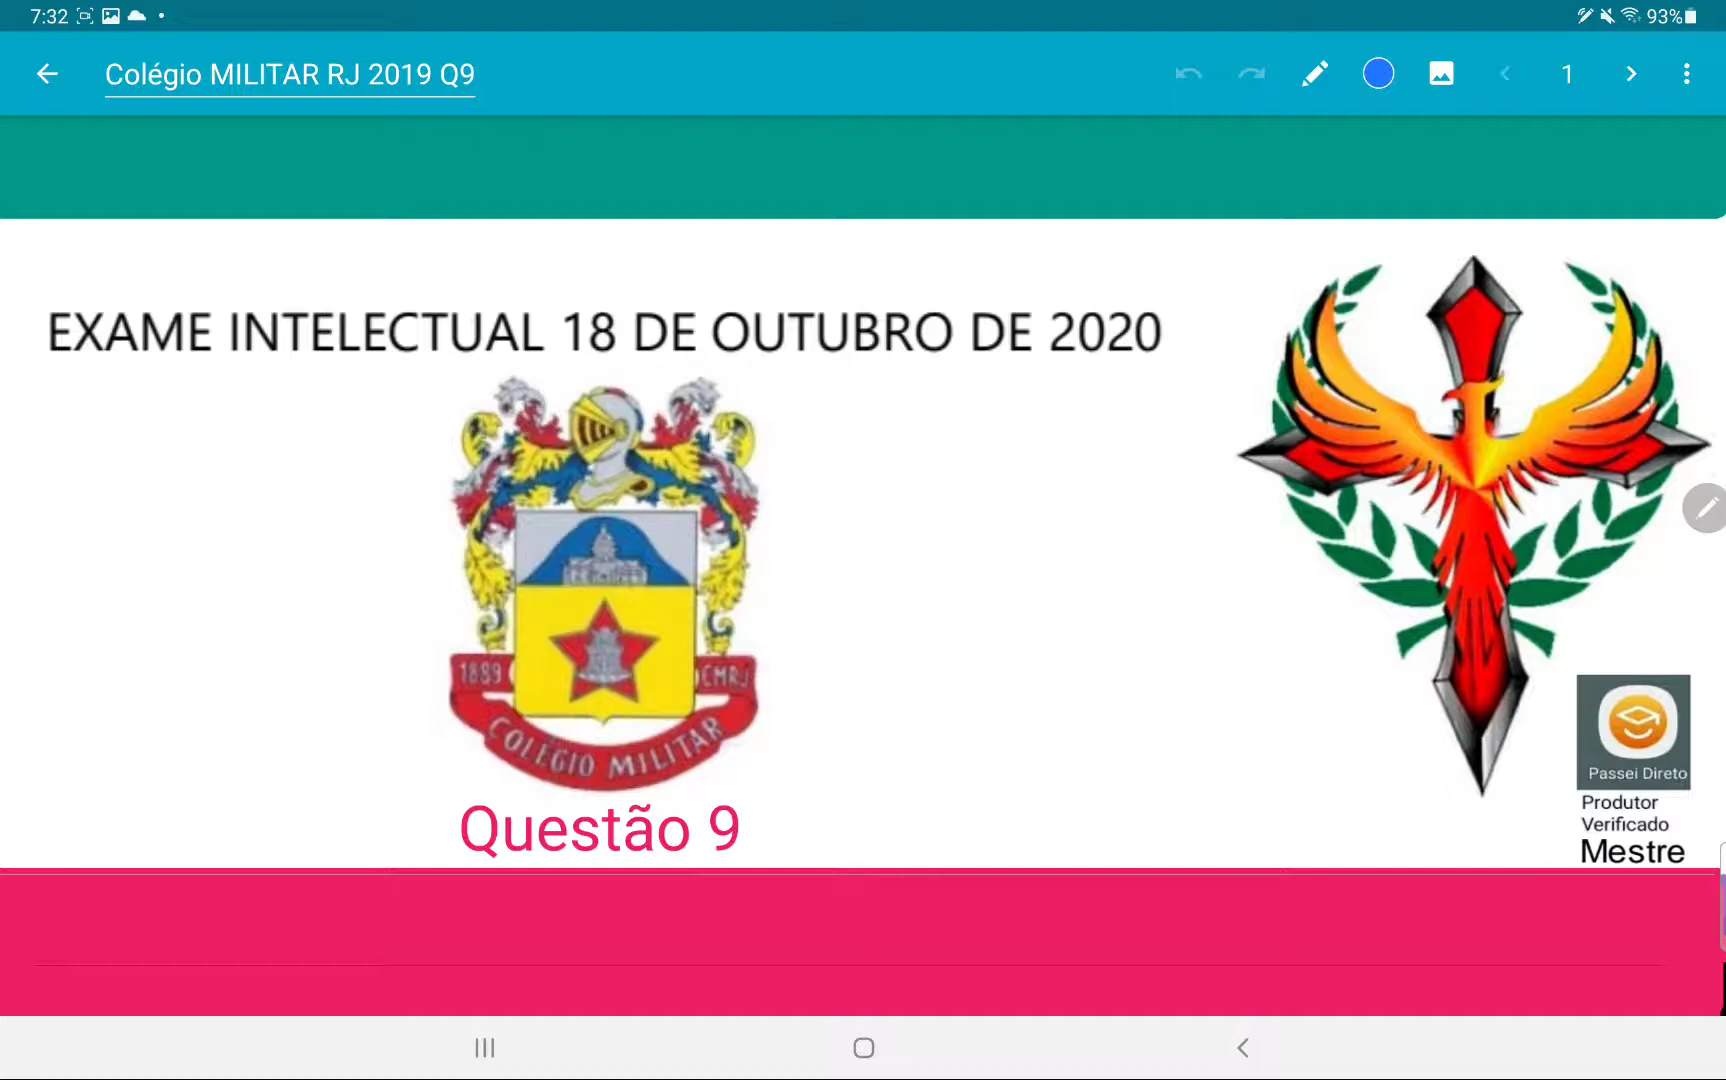 7:32
93%
Colégio MILITAR RJ 2019 Q9
1
EXAME INTELECTUAL 18 DE OUTUBRO DE 2020
1889
CMRJ
COLÉGIO MILITAR
Passei Direto
Produtor
Verificado
Mestre
Questão 9